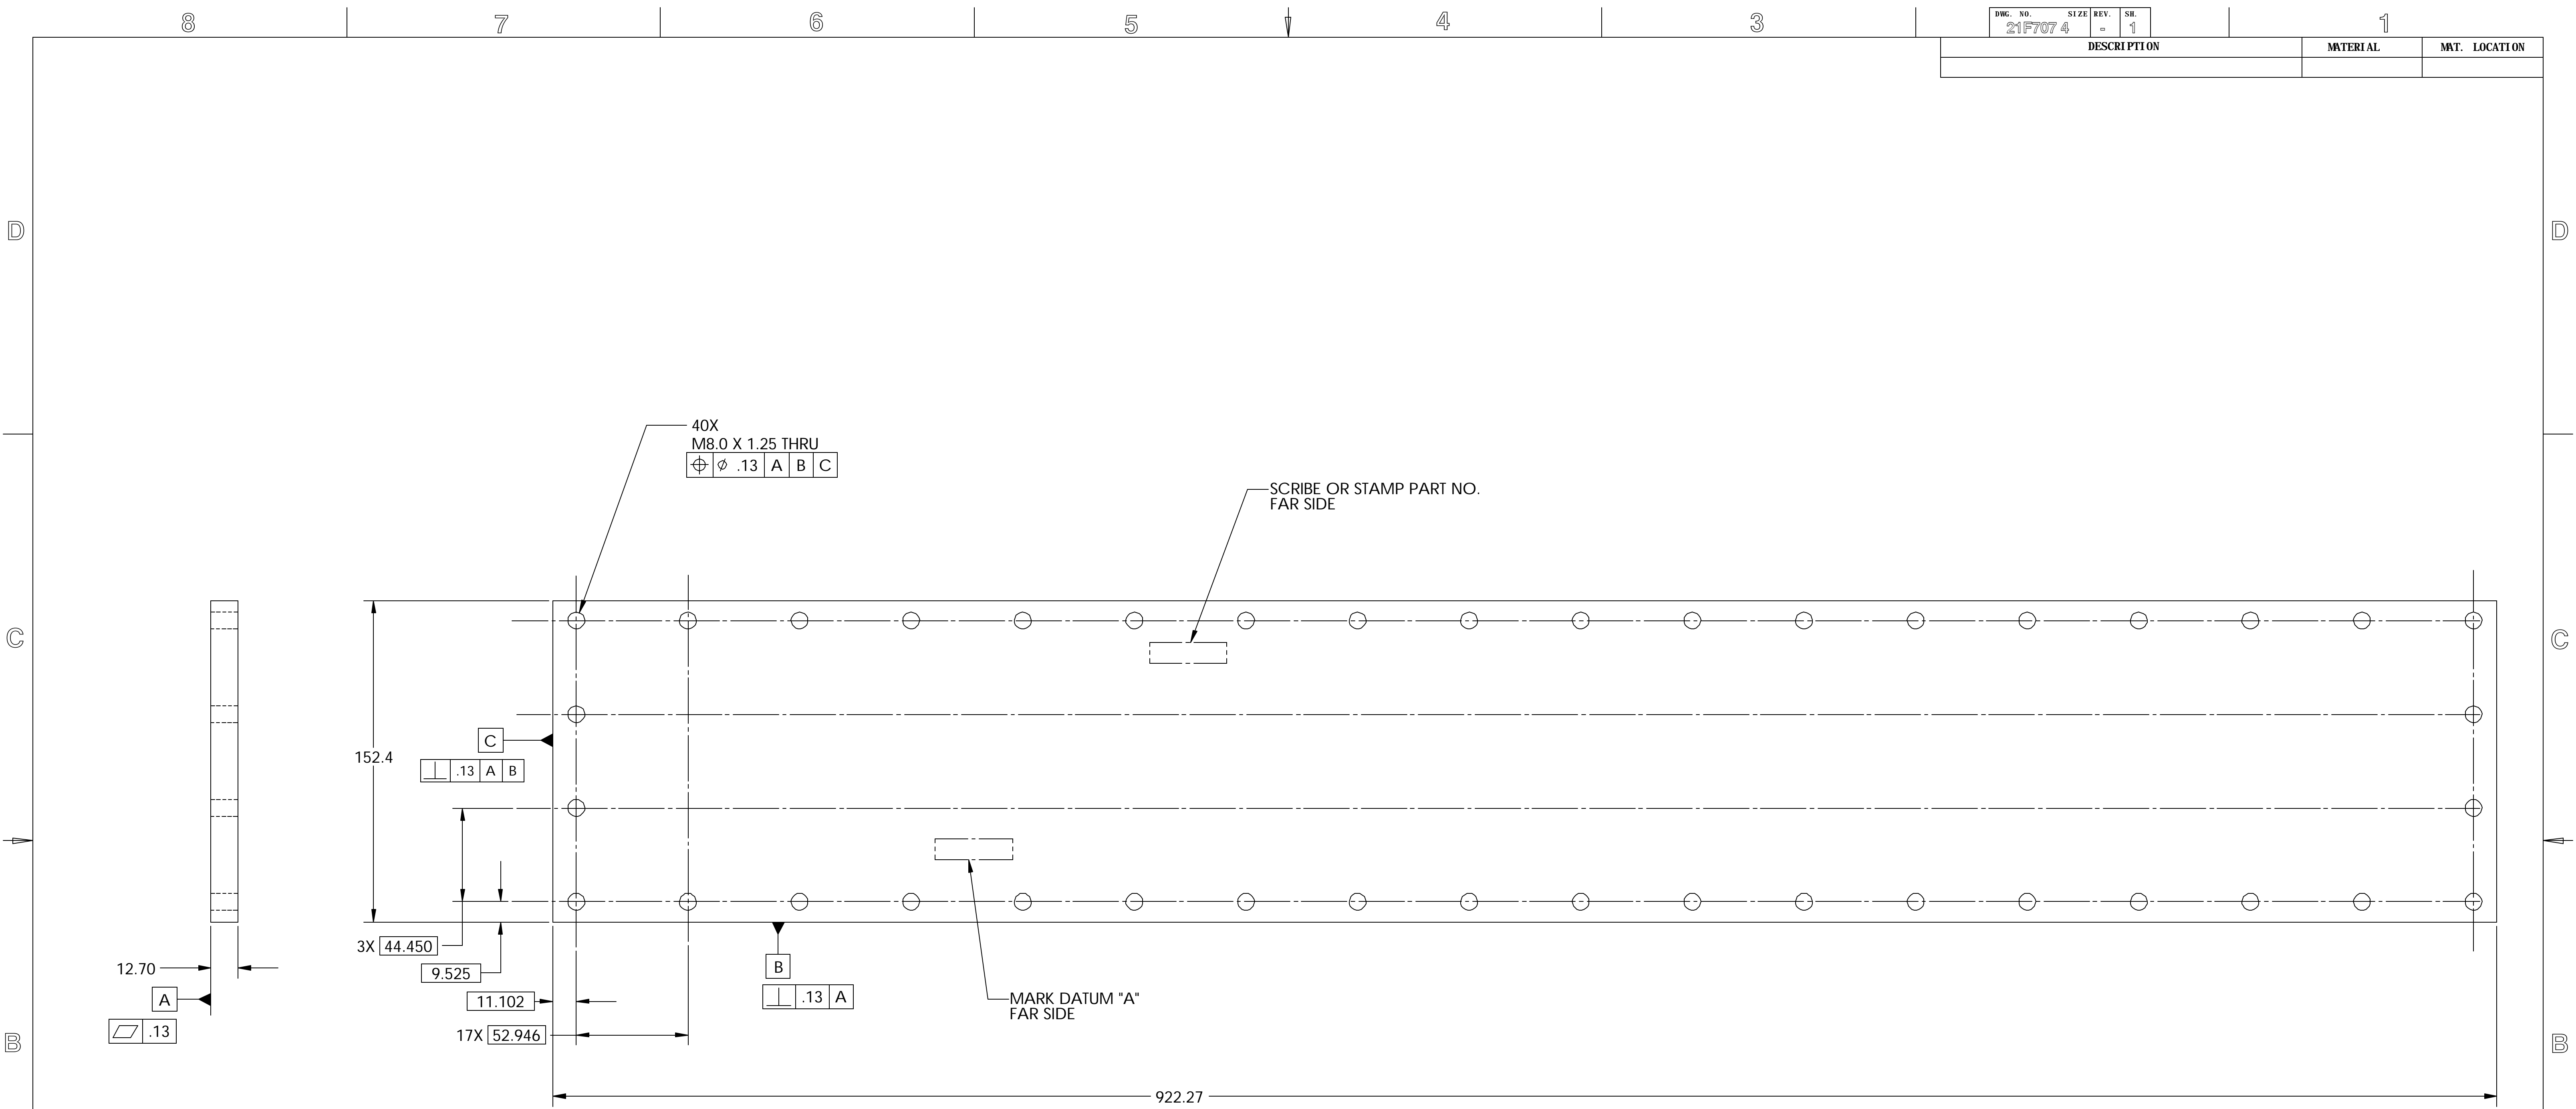 8 7 6 5 4 3 1
DWG. NO. SIZE REV. SH.
21F707 4 - 1
DESCRIPTION MATERIAL MAT. LOCATION
D D
40X
M8.0 X 1.25 THRU
⌖ ⌀ .13 A B C
SCRIBE OR STAMP PART NO.
FAR SIDE
C C
C
152.4
⟂ .13 A B
3X 44.450
9.525
12.70
B
A
11.102
⟂ .13 A
MARK DATUM "A"
FAR SIDE
⏥ .13
17X 52.946
B B
922.27